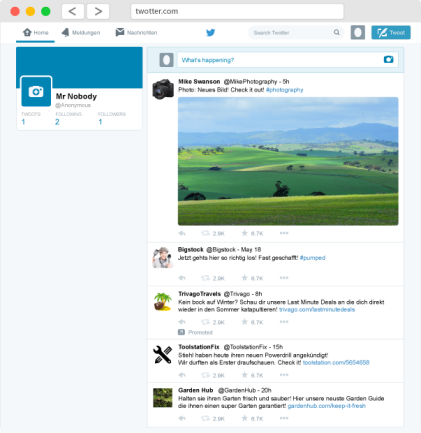 twotter.com
Home Meldungen Nachrichten Search Twitter Tweet
What's happening?
Mr Nobody
@Anonymous
TWEETS FOLLOWING FOLLOWERS
1 2 1
Mike Swanson @MikePhotography - 5h
Photo: Neues Bild! Check it out! #photography
2.9K 6.7K
Bigstock @Bigstock - May 18
Jetzt gehts hier so richtig los! Fast geschafft! #pumped
2.9K 6.7K
TrivagoTravels @Trivago - 8h
Kein bock auf Winter? Schau dir unsere Last Minute Deals an die dich direkt
wieder in den Sommer katapultieren! trivago.com/lastminutedeals
2.9K 6.7K
Promoted
ToolstationFix @ToolstationFix - 15h
Stiehl haben heute ihren neuen Powerdrill angekündigt!
Wir durften als Erster draufschauen. Check it! toolstation.com/5654658
2.9K 6.7K
Garden Hub @GardenHub - 20h
Halten sie ihren Garten frisch und sauber! Hier unsere neuste Garden Guide
die ihnen einen super Garten garantiert! gardenhub.com/keep-it-fresh
2.9K 6.7K